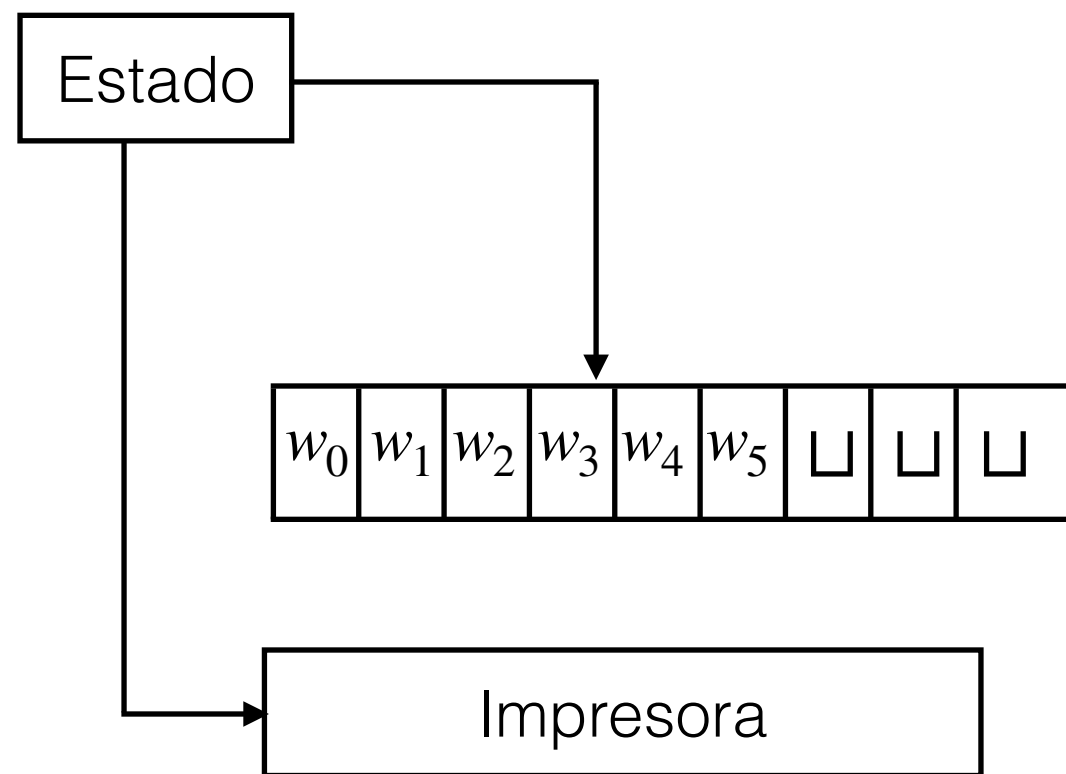 Estado
w₀ w₁ w₂ w₃ w₄ w₅ ⊔ ⊔ ⊔
Impresora